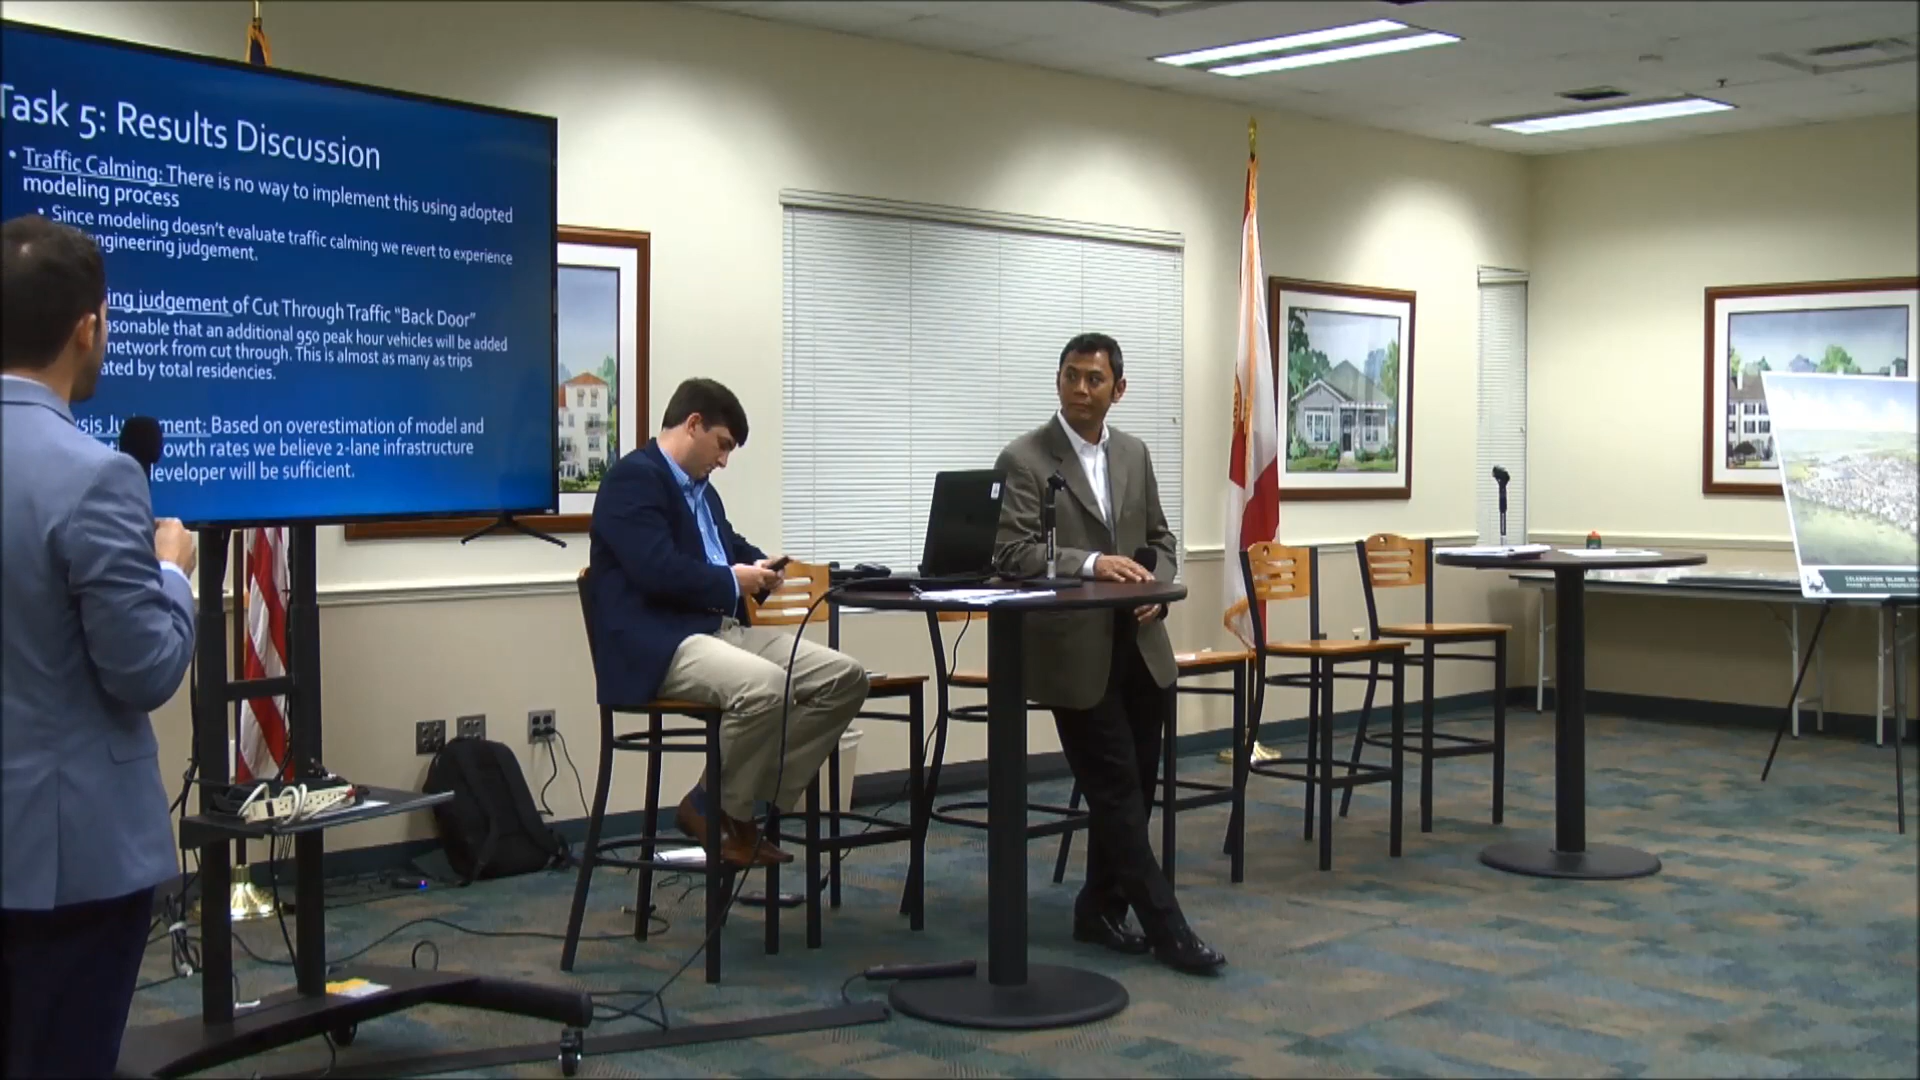 Task 5: Results Discussion
• Traffic Calming: There is no way to implement this using adopted
modeling process
• Since modeling doesn't evaluate traffic calming we revert to experience
engineering judgement.
judgement of Cut Through Traffic "Back Door"
that an additional 950 peak hour vehicles will be added
network from cut through. This is almost as many as trips
by total residencies.
Based on overestimation of model and
rates we believe 2-lane infrastructure
will be sufficient.
CELEBRATION ISLAND